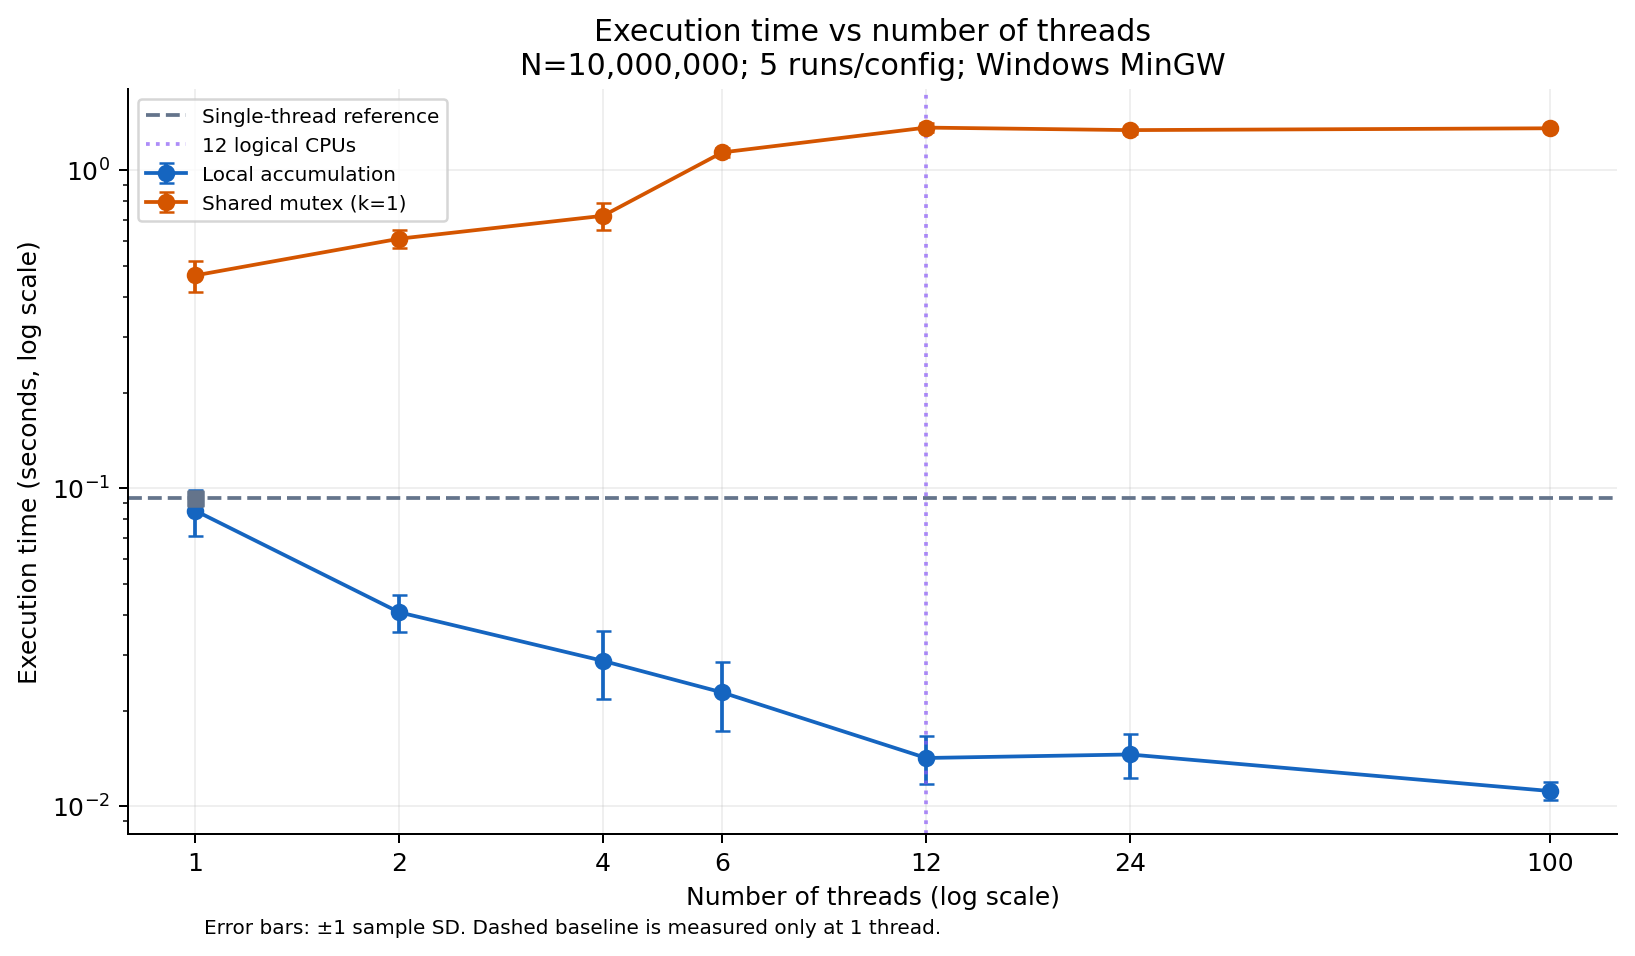 Execution time vs number of threads
N=10,000,000; 5 runs/config; Windows MinGW
Single-thread reference
12 logical CPUs
Local accumulation
Shared mutex (k=1)
Execution time (seconds, log scale)
10⁰
10⁻¹
10⁻²
1 2 4 6 12 24 100
Number of threads (log scale)
Error bars: ±1 sample SD. Dashed baseline is measured only at 1 thread.